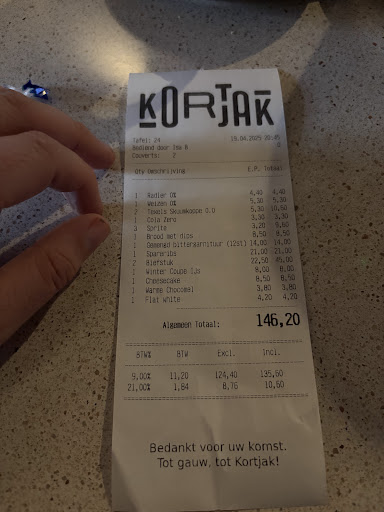 KORTJAK
Tafel: 24 19.04.2025 20:45
Bediend door Zoe B
Couverts: 2
Qty Omschrijving E.P. Totaal
1 Radler 0% 4,40 4,40
1 Weizen 0% 5,30 5,30
2 Texels Skuumkoppe 0.0 5,30 10,60
1 Cola Zero 3,30 3,30
3 Sprite 3,20 9,60
1 Brood met dips 8,50 8,50
1 Gemengd bittergarnituur (12st) 14,00 14,00
1 Spareribs 21,00 21,00
2 Biefstuk 22,50 45,00
1 Winter Coupe IJs 8,00 8,00
1 Cheesecake 8,50 8,50
1 Warme Chocomel 3,80 3,80
1 Flat white 4,20 4,20
Algemeen Totaal: 146,20
BTW% BTW Excl. Incl.
9,00% 11,20 124,40 135,60
21,00% 1,84 8,76 10,60
Bedankt voor uw komst.
Tot gauw, tot Kortjak!